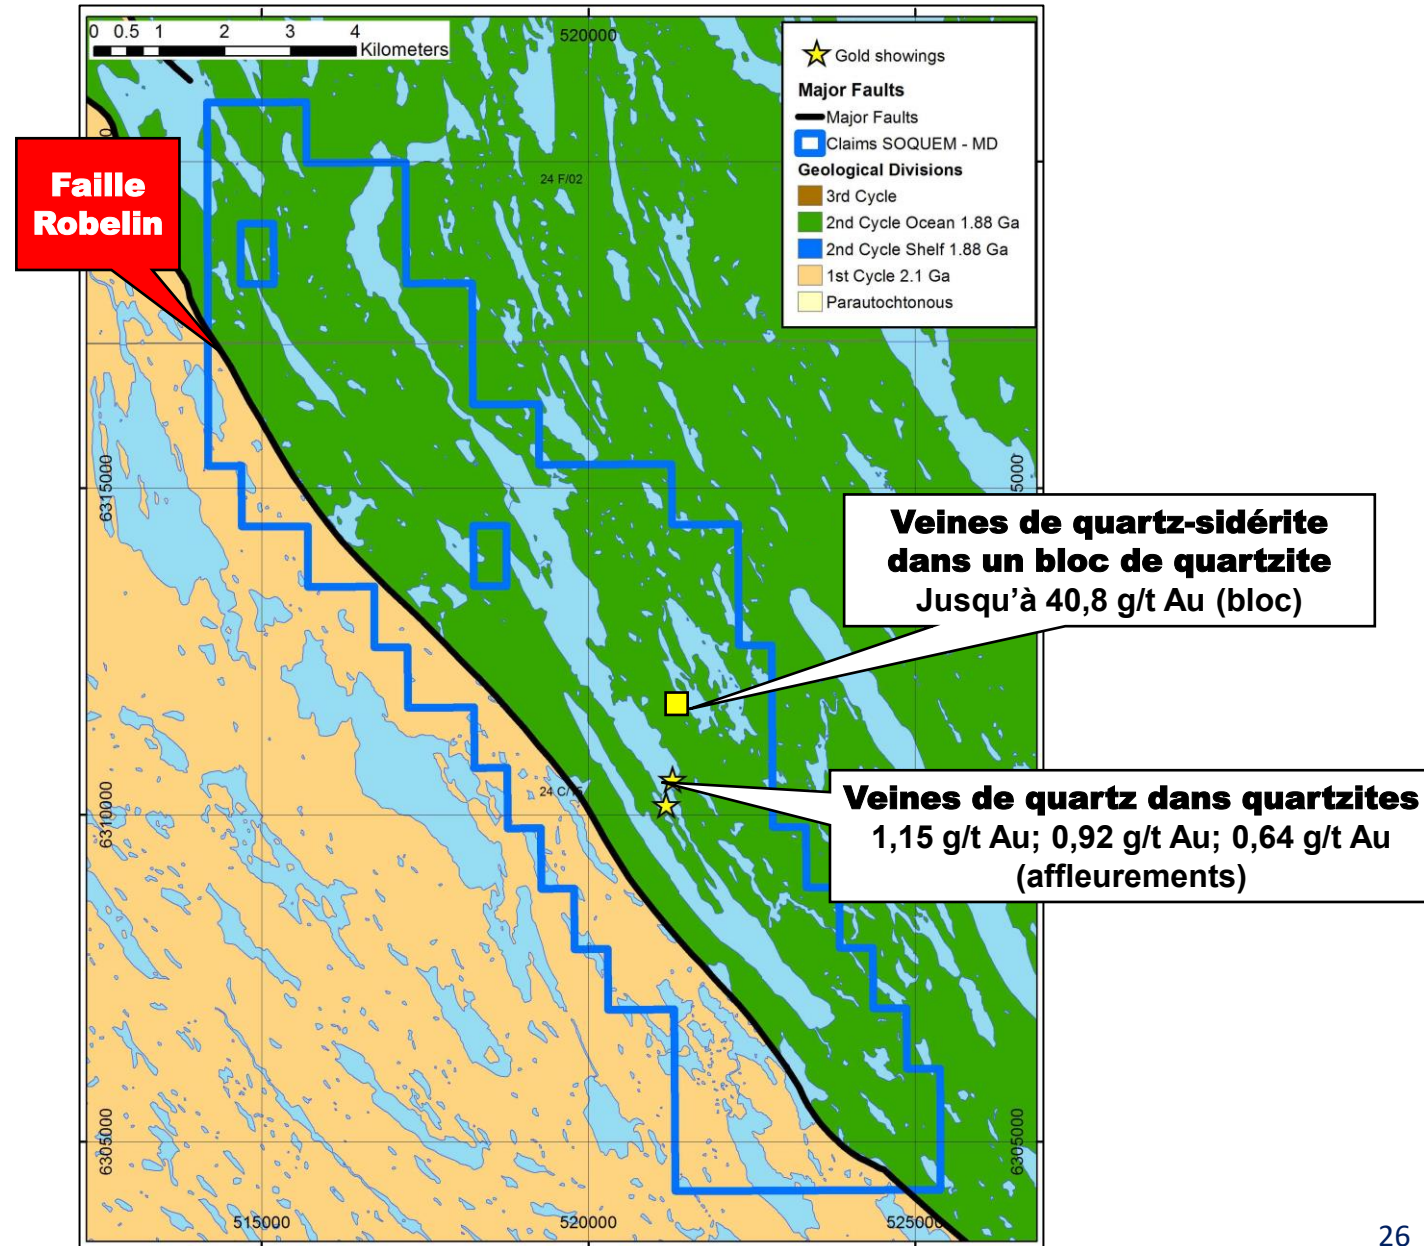 0 0.5 1 2 3 4
Kilometers
520000
Gold showings
Major Faults
Major Faults
Claims SOQUEM - MD
Geological Divisions
3rd Cycle
2nd Cycle Ocean 1.88 Ga
2nd Cycle Shelf 1.88 Ga
1st Cycle 2.1 Ga
Parautochtonous
24 F/02
Faille
Robelin
6315000
5000
Veines de quartz-sidérite
dans un bloc de quartzite
Jusqu'à 40,8 g/t Au (bloc)
24 C/15
6310000
Veines de quartz dans quartzites
1,15 g/t Au; 0,92 g/t Au; 0,64 g/t Au
(affleurements)
6305000
6305000
515000
520000
525000
26